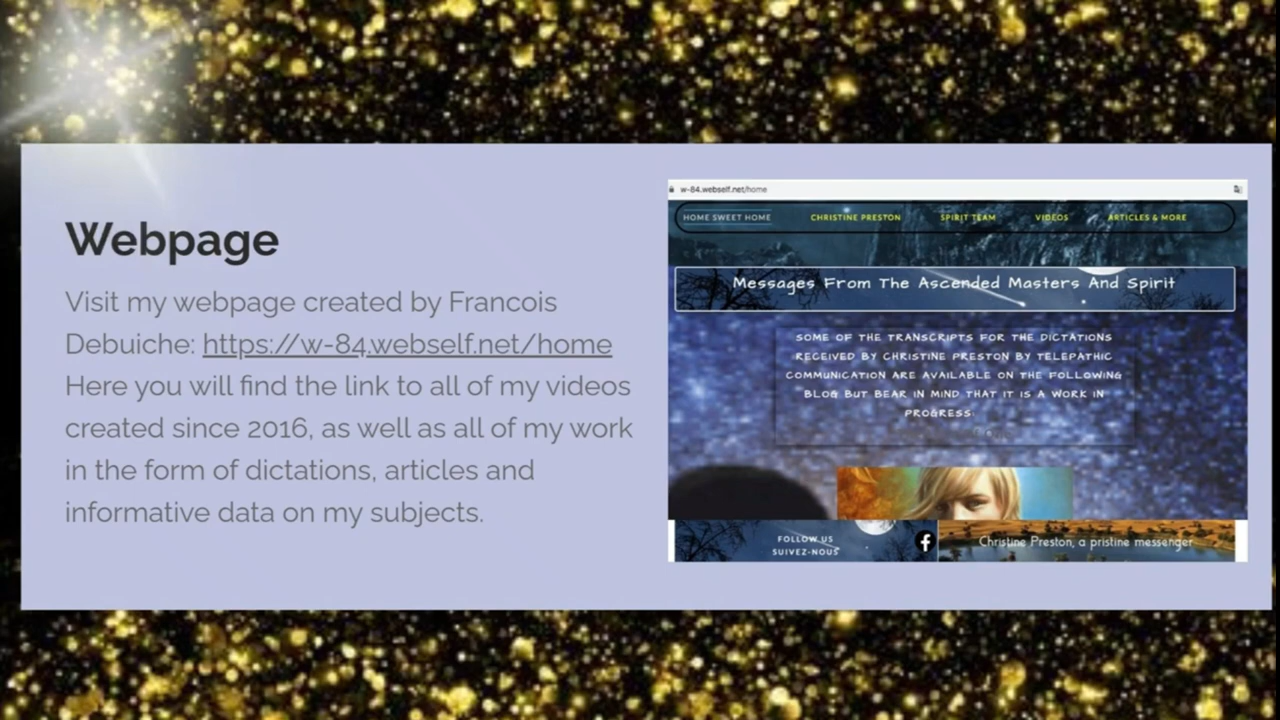 Webpage
Visit my webpage created by Francois
Debuiche: https://w-84.webself.net/home
Here you will find the link to all of my videos
created since 2016, as well as all of my work
in the form of dictations, articles and
informative data on my subjects.
w-84.webself.net/home
HOME SWEET HOME CHRISTINE PRESTON SPIRIT TEAM VIDEOS ARTICLES & MORE
Messages From The Ascended Masters And Spirit
SOME OF THE TRANSCRIPTS FOR THE DICTATIONS
RECEIVED BY CHRISTINE PRESTON BY TELEPATHIC
COMMUNICATION ARE AVAILABLE ON THE FOLLOWING
BLOG BUT BEAR IN MIND THAT IT IS A WORK IN
PROGRESS.
FOLLOW US
SUIVEZ-NOUS
Christine Preston, a pristine messenger